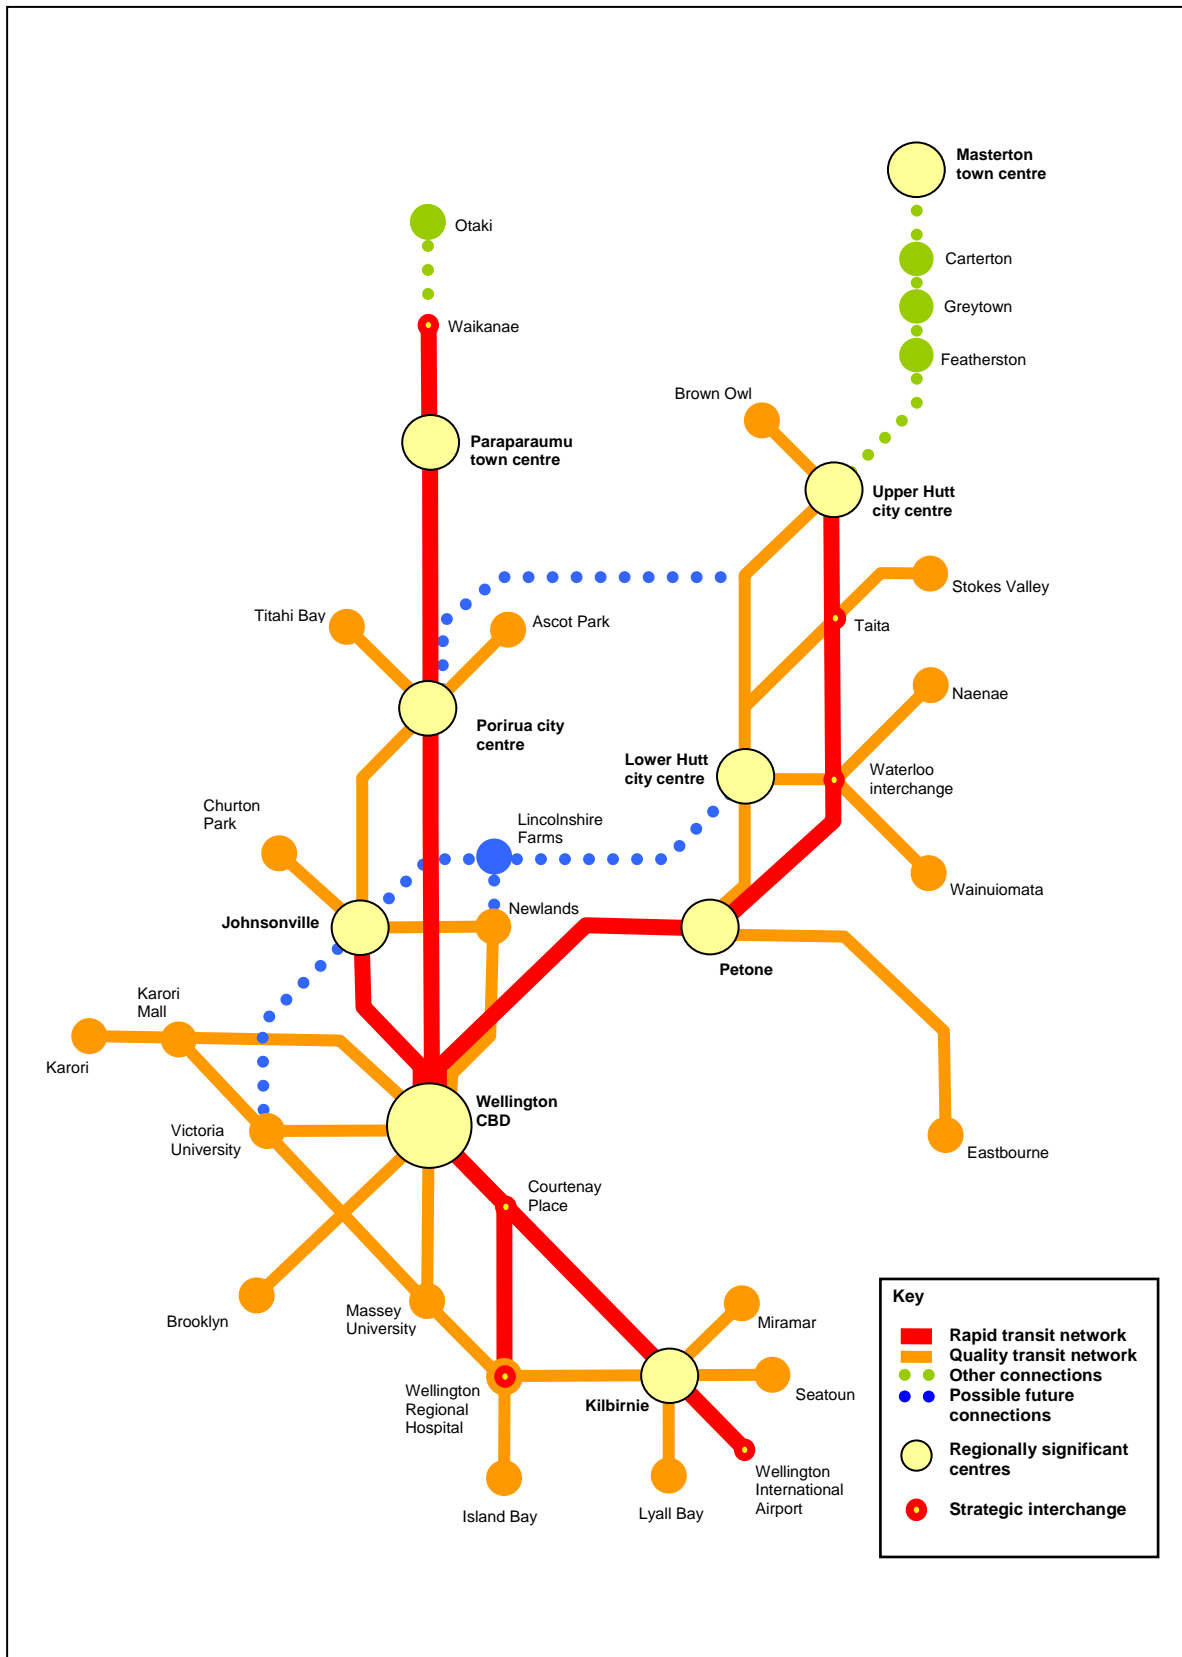 Masterton
town centre
Otaki
Carterton
Greytown
Waikanae
Featherston
Brown Owl
Paraparaumu
town centre
Upper Hutt
city centre
Stokes Valley
Titahi Bay
Ascot Park
Taita
Naenae
Porirua city
centre
Lower Hutt
city centre
Waterloo
interchange
Churton
Park
Lincolnshire
Farms
Wainuiomata
Johnsonville
Newlands
Petone
Karori
Mall
Karori
Wellington
CBD
Victoria
University
Eastbourne
Courtenay
Place
Brooklyn
Massey
University
Miramar
Wellington
Regional
Hospital
Kilbirnie
Seatoun
Wellington
International
Airport
Island Bay
Lyall Bay
Key
Rapid transit network
Quality transit network
Other connections
Possible future
connections
Regionally significant
centres
Strategic interchange